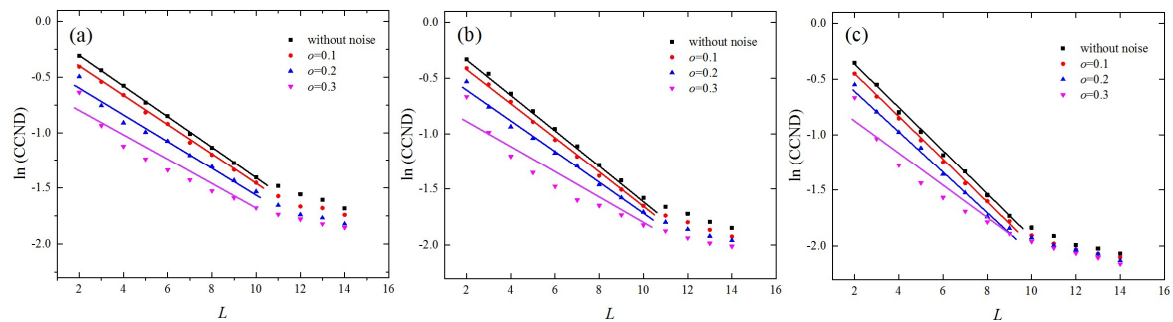 (a)
without noise
o=0.1
o=0.2
o=0.3
ln (CCND)
0.0
-0.5
-1.0
-1.5
-2.0
2 4 6 8 10 12 14 16
L
(b)
without noise
o=0.1
o=0.2
o=0.3
ln (CCND)
0.0
-0.5
-1.0
-1.5
-2.0
2 4 6 8 10 12 14 16
L
(c)
without noise
o=0.1
o=0.2
o=0.3
ln (CCND)
0.0
-0.5
-1.0
-1.5
-2.0
2 4 6 8 10 12 14 16
L